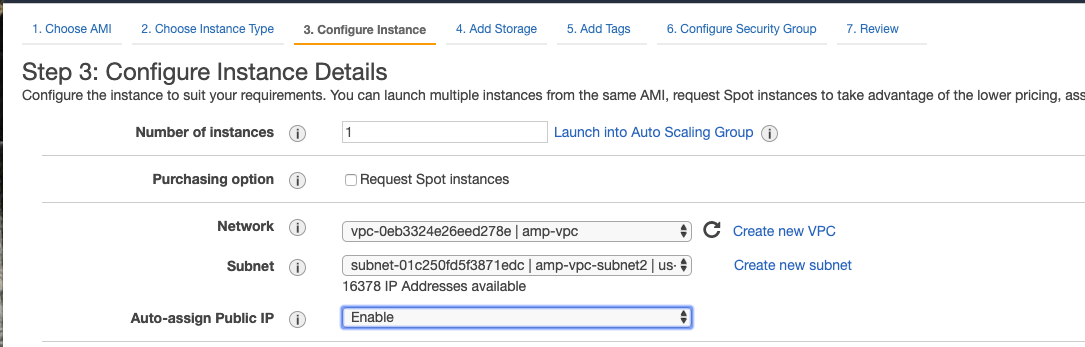 1. Choose AMI 2. Choose Instance Type 3. Configure Instance 4. Add Storage 5. Add Tags 6. Configure Security Group 7. Review
Step 3: Configure Instance Details
Configure the instance to suit your requirements. You can launch multiple instances from the same AMI, request Spot instances to take advantage of the lower pricing, ass
Number of instances i 1 Launch into Auto Scaling Group i
Purchasing option i Request Spot instances
Network i vpc-0eb3324e26eed278e | amp-vpc Create new VPC
Subnet i subnet-01c250fd5f3871edc | amp-vpc-subnet2 | us- Create new subnet
16378 IP Addresses available
Auto-assign Public IP i Enable